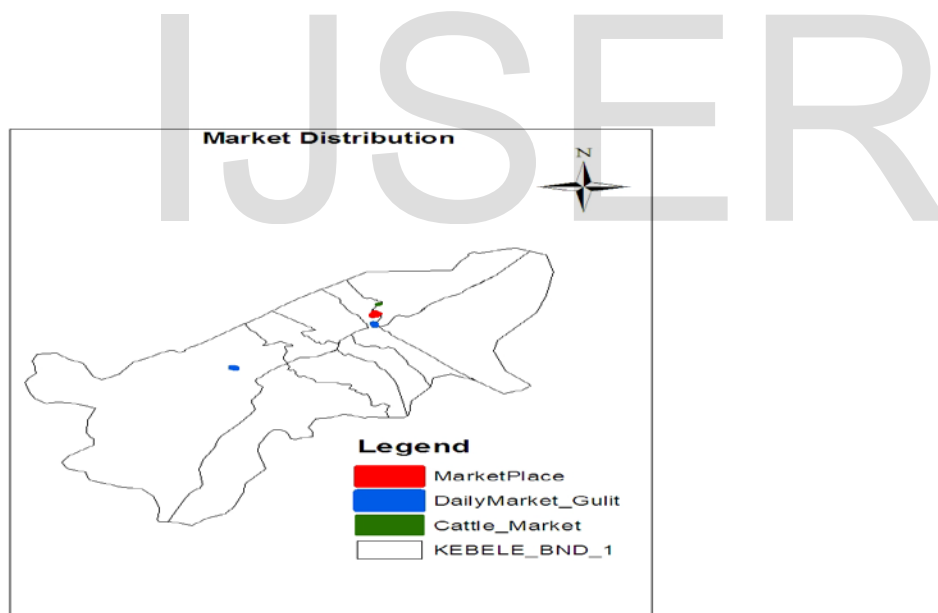 IJSER
Market Distribution
N
Legend
MarketPlace
DailyMarket_Gulit
Cattle_Market
KEBELE_BND_1